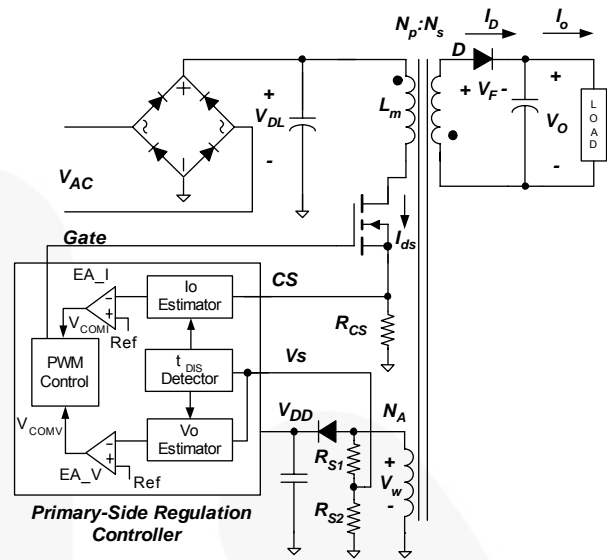 Np:Ns
ID
Io
D
+
VDL
-
Lm
+ VF -
+
VO
-
LOAD
VAC
Gate
Ids
EA_I
CS
Io
Estimator
VCOMI
Ref
RCS
PWM
Control
tDIS
Detector
Vs
VDD
NA
VCOMV
Vo
Estimator
RS1
+
Vw
-
EA_V
Ref
RS2
Primary-Side Regulation
Controller